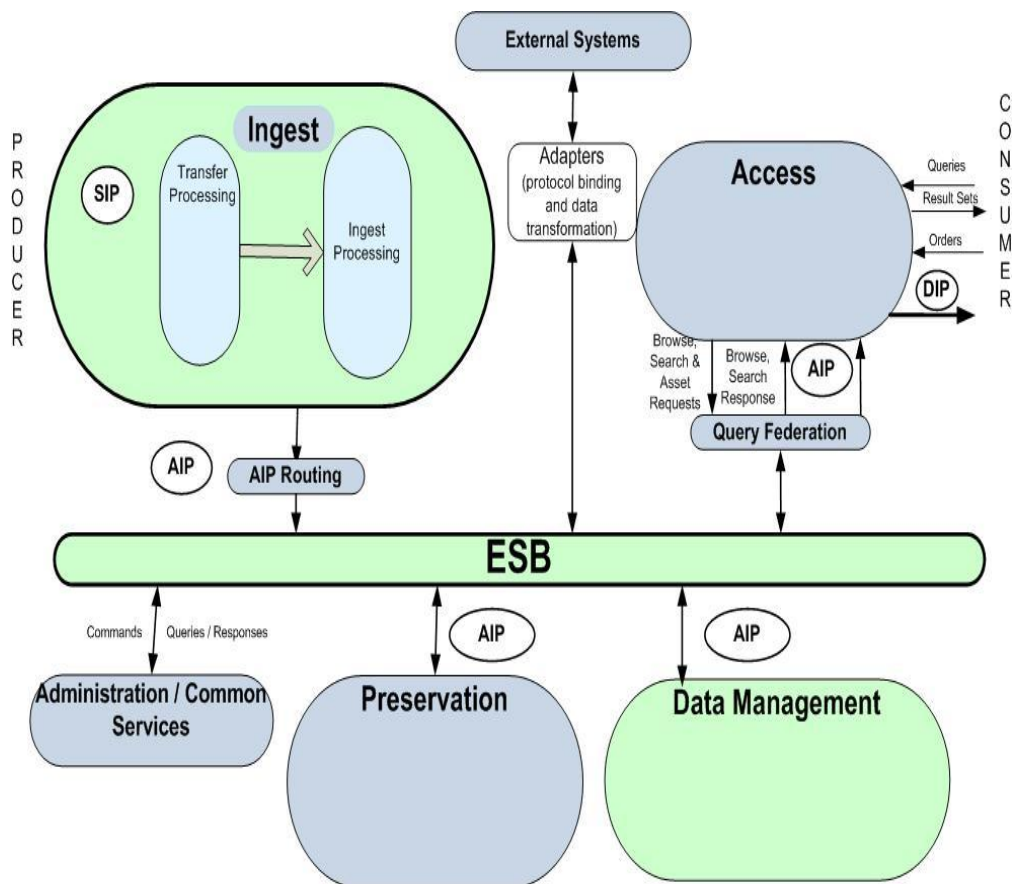 External Systems
PRODUCER
Ingest
SIP
Transfer
Processing
Ingest
Processing
Adapters
(protocol binding
and data
transformation)
Access
CONSUMER
Queries
Result Sets
Orders
DIP
Browse,
Search &
Asset
Requests
Browse,
Search
Response
AIP
Query Federation
AIP
AIP Routing
ESB
Commands
Queries / Responses
AIP
AIP
Administration / Common
Services
Preservation
Data Management